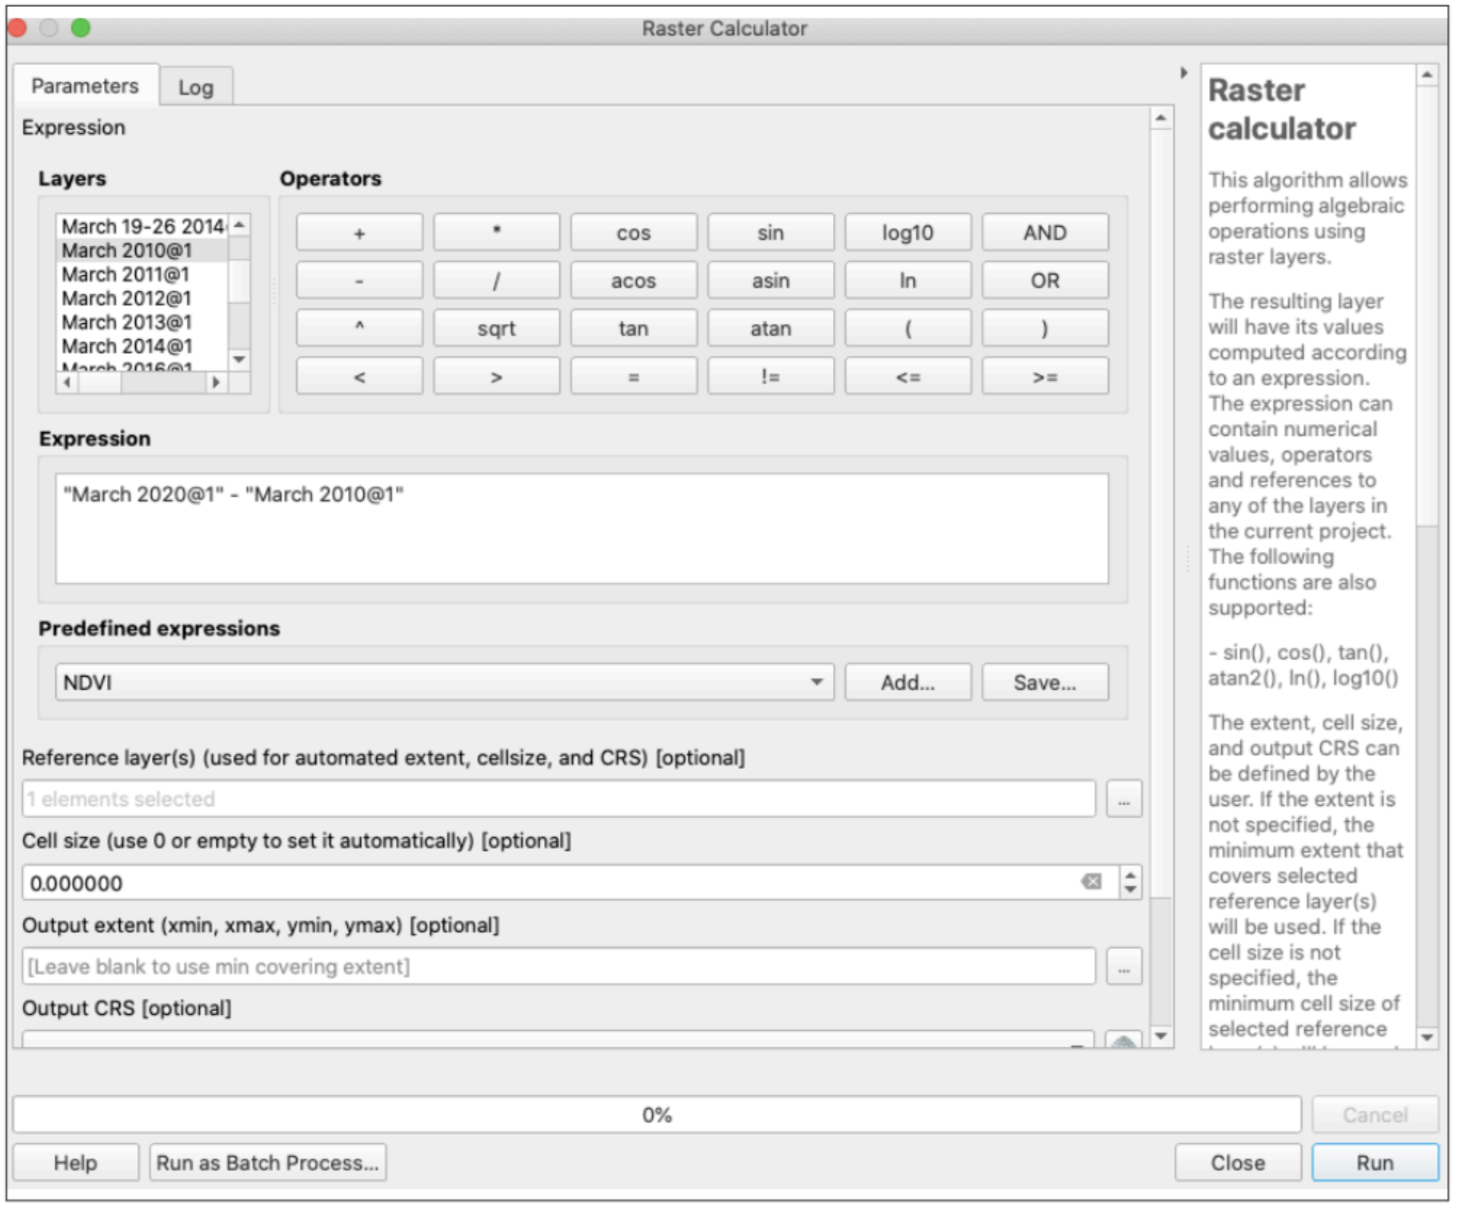 Raster Calculator
Parameters
Log
Expression
Layers
Operators
March 19-26 2014
March 2010@1
March 2011@1
March 2012@1
March 2013@1
March 2014@1
March 2016@1
+ * cos sin log10 AND
- / acos asin ln OR
^ sqrt tan atan ( )
< > = != <= >=
Expression
"March 2020@1" - "March 2010@1"
Predefined expressions
NDVI
Add...
Save...
Reference layer(s) (used for automated extent, cellsize, and CRS) [optional]
1 elements selected
...
Cell size (use 0 or empty to set it automatically) [optional]
0.000000
Output extent (xmin, xmax, ymin, ymax) [optional]
[Leave blank to use min covering extent]
...
Output CRS [optional]
Raster
calculator
This algorithm allows
performing algebraic
operations using
raster layers.
The resulting layer
will have its values
computed according
to an expression.
The expression can
contain numerical
values, operators
and references to
any of the layers in
the current project.
The following
functions are also
supported:
- sin(), cos(), tan(),
atan2(), ln(), log10()
The extent, cell size,
and output CRS can
be defined by the
user. If the extent is
not specified, the
minimum extent that
covers selected
reference layer(s)
will be used. If the
cell size is not
specified, the
minimum cell size of
selected reference
0%
Cancel
Help
Run as Batch Process...
Close
Run